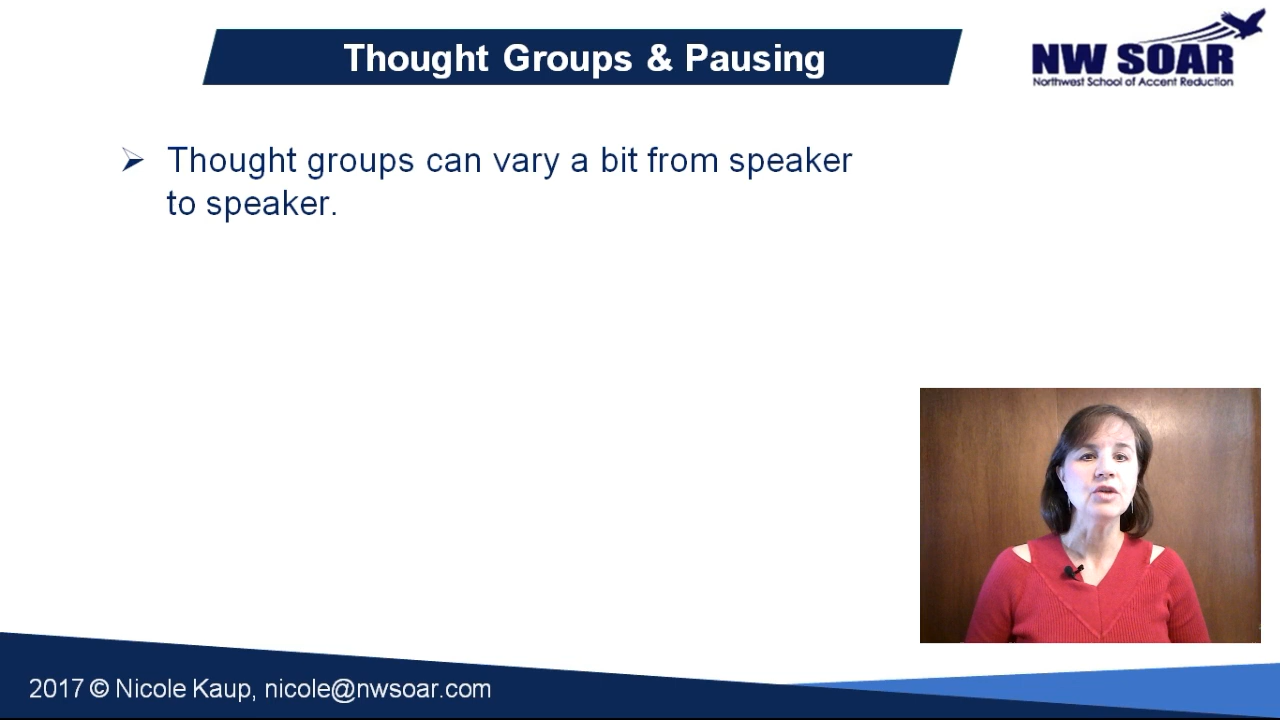 Thought Groups & Pausing
NW SOAR
Northwest School of Accent Reduction
➢ Thought groups can vary a bit from speaker
to speaker.
2017 © Nicole Kaup, nicole@nwsoar.com